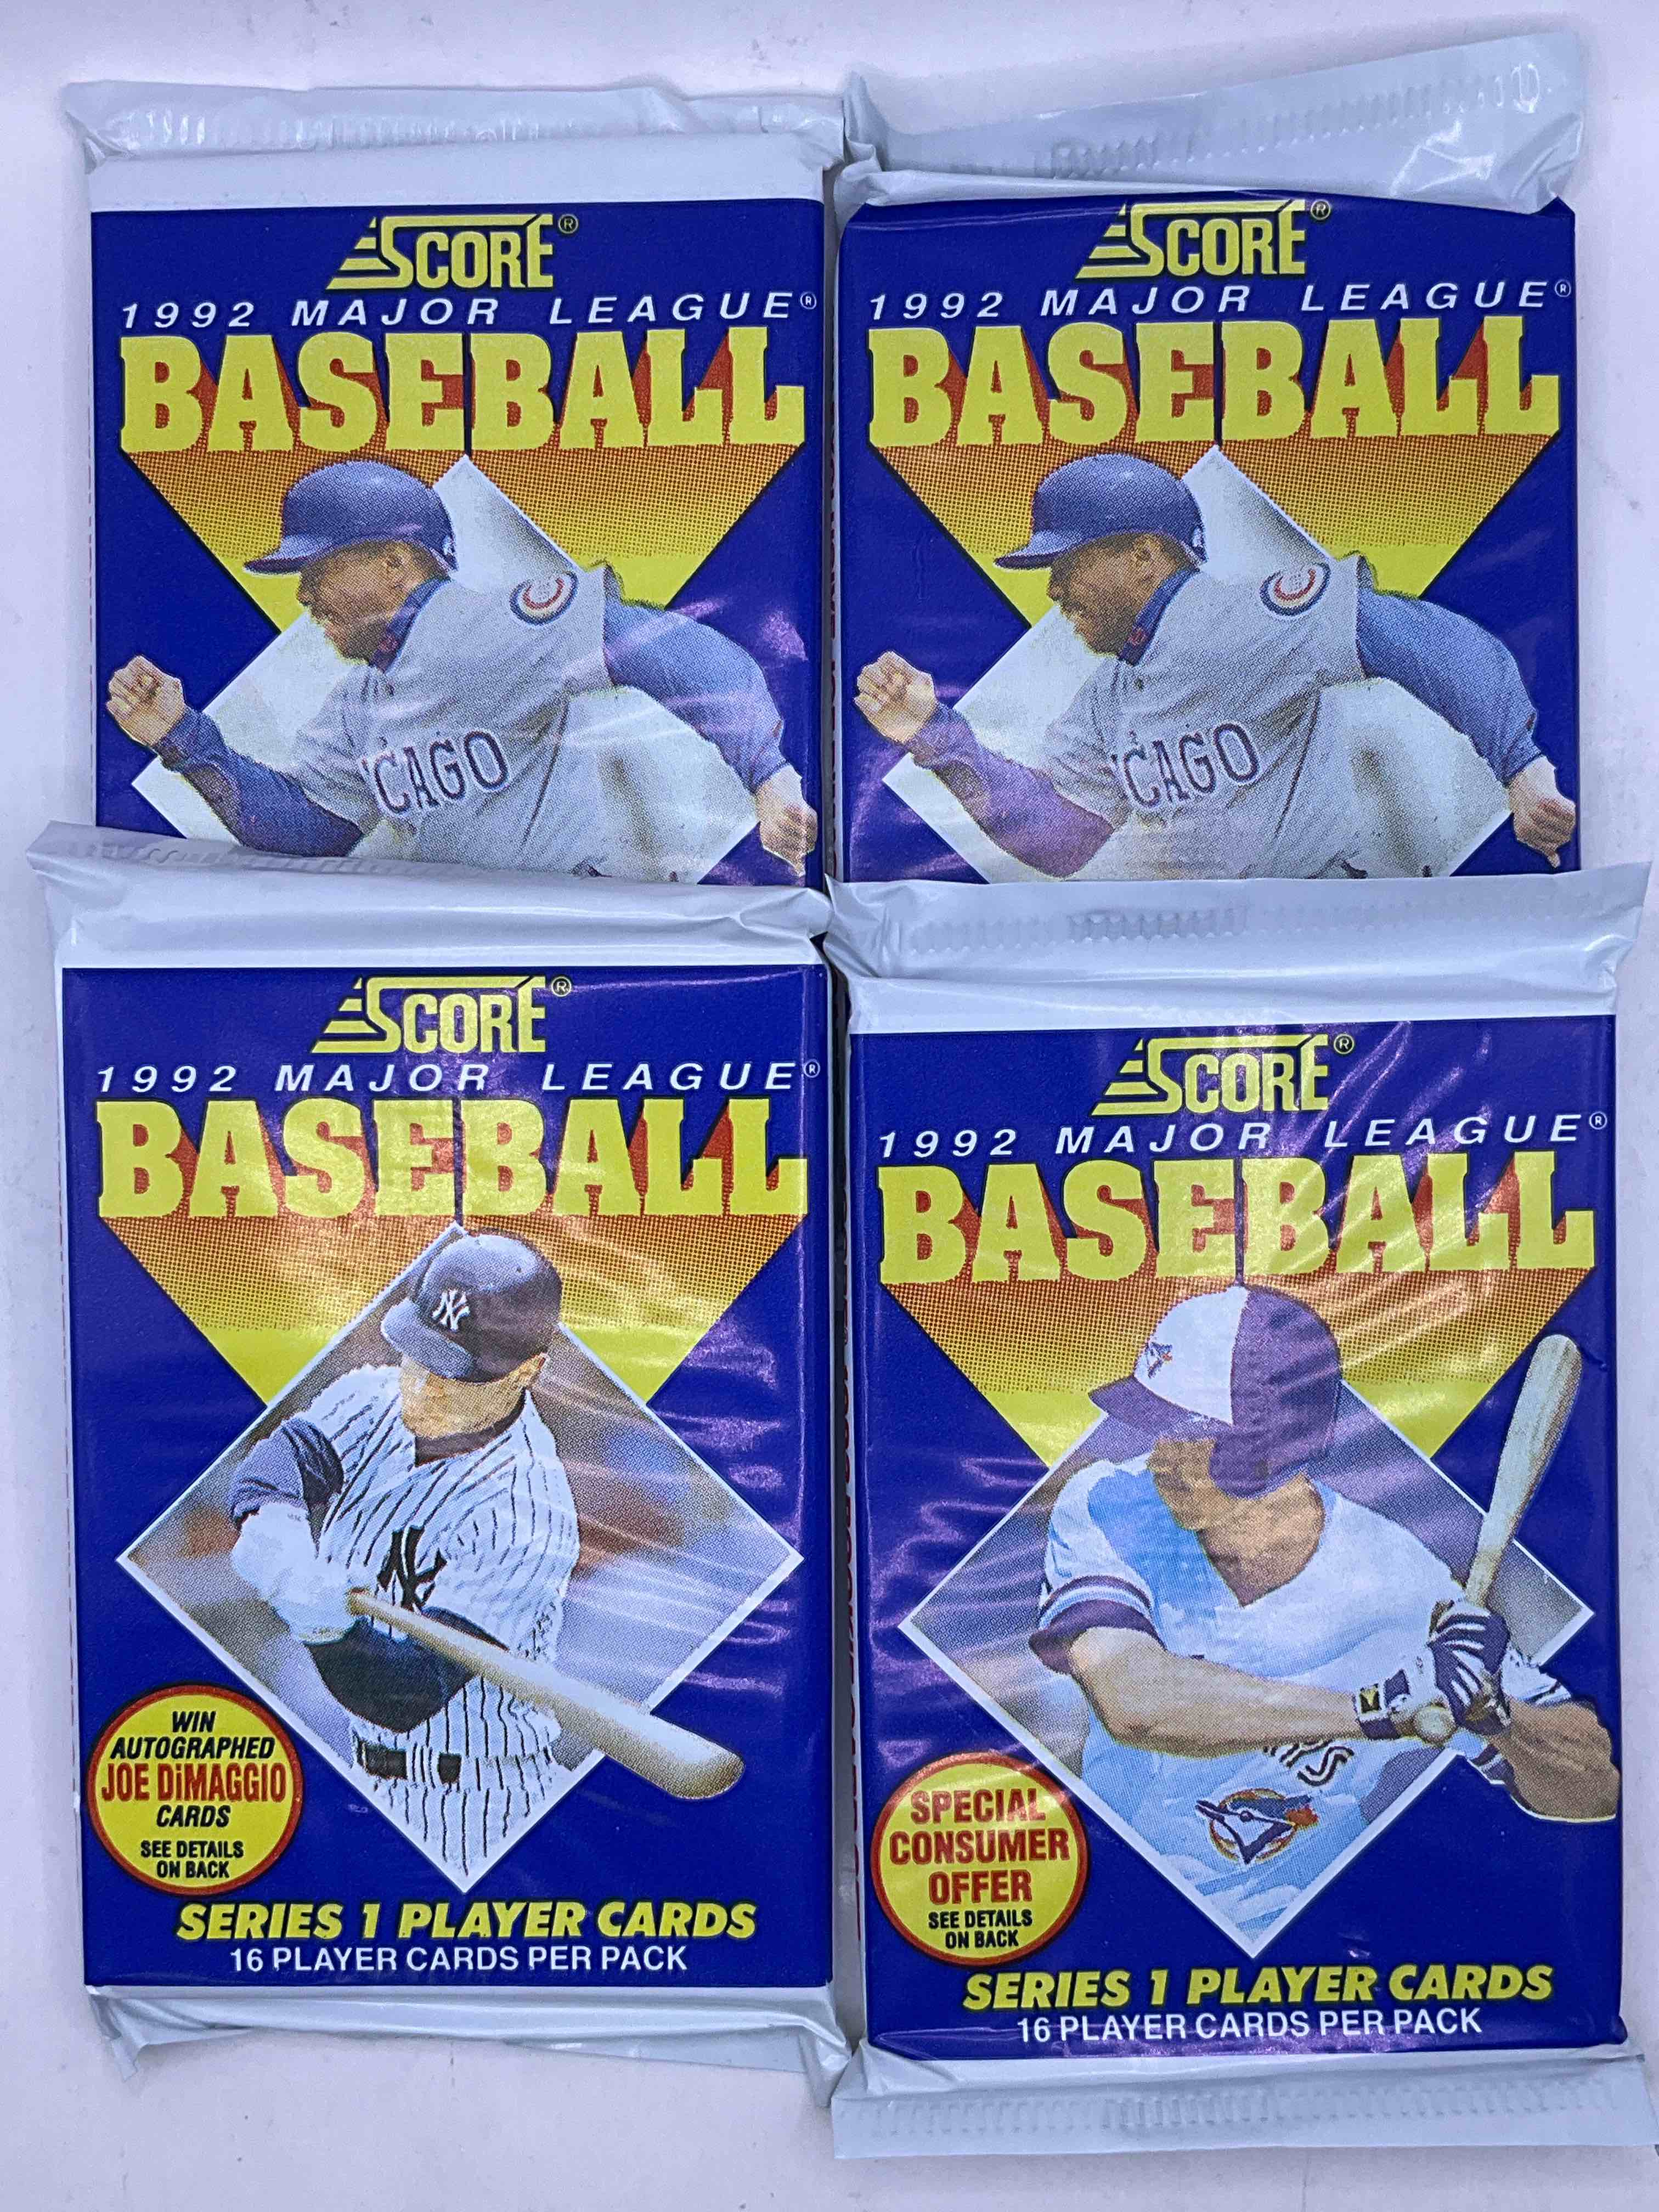 SCORE®
1992 MAJOR LEAGUE®
BASEBALL
CAGO
SCORE®
1992 MAJOR LEAGUE®
BASEBALL
CAGO
SCORE®
1992 MAJOR LEAGUE®
BASEBALL
NY
NY
WIN
AUTOGRAPHED
JOE DiMAGGIO
CARDS
SEE DETAILS
ON BACK
SERIES 1 PLAYER CARDS
16 PLAYER CARDS PER PACK
SCORE®
1992 MAJOR LEAGUE®
BASEBALL
SPECIAL
CONSUMER
OFFER
SEE DETAILS
ON BACK
SERIES 1 PLAYER CARDS
16 PLAYER CARDS PER PACK